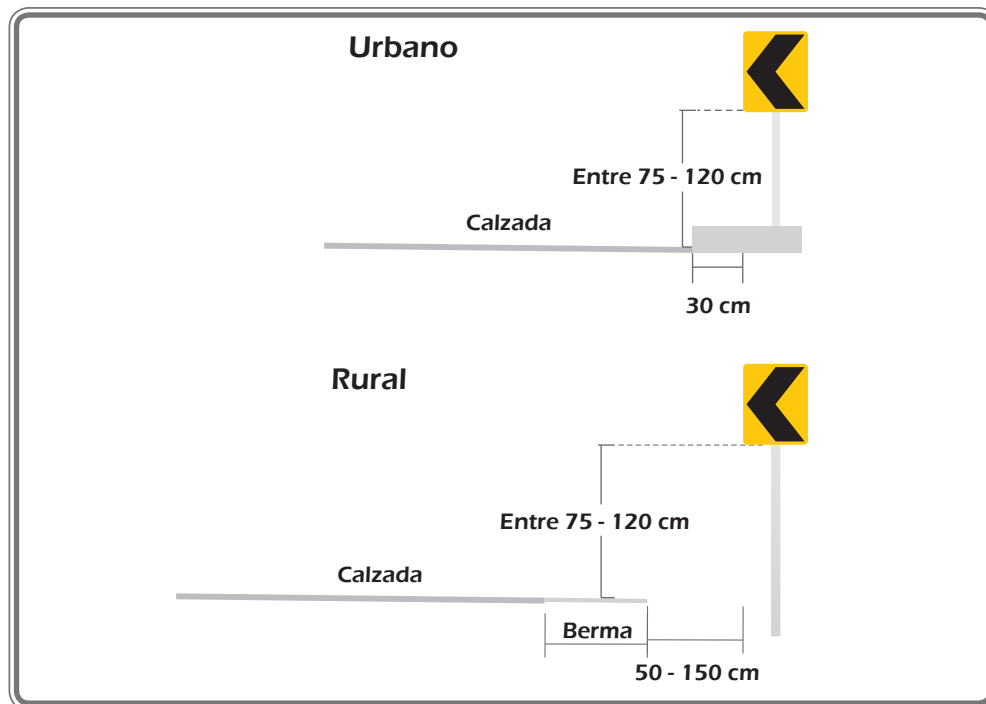 Urbano
Entre 75 - 120 cm
Calzada
30 cm
Rural
Entre 75 - 120 cm
Calzada
Berma
50 - 150 cm